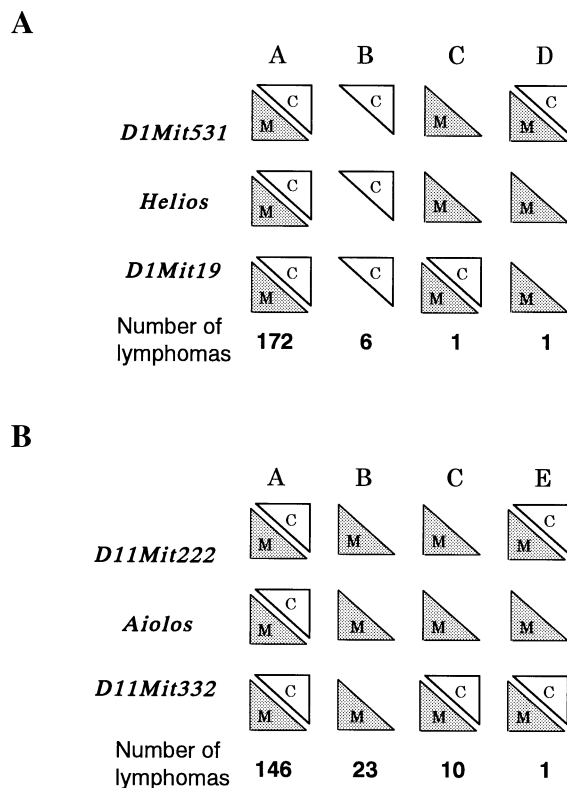 A
A B C D
D1Mit531 M C C M M C
Helios M C C M M
D1Mit19 M C C M C M
Number of
lymphomas 172 6 1 1
B
A B C E
D11Mit222 M C M M M C
Aiolos M C M M M
D11Mit332 M C M M C M C
Number of
lymphomas 146 23 10 1